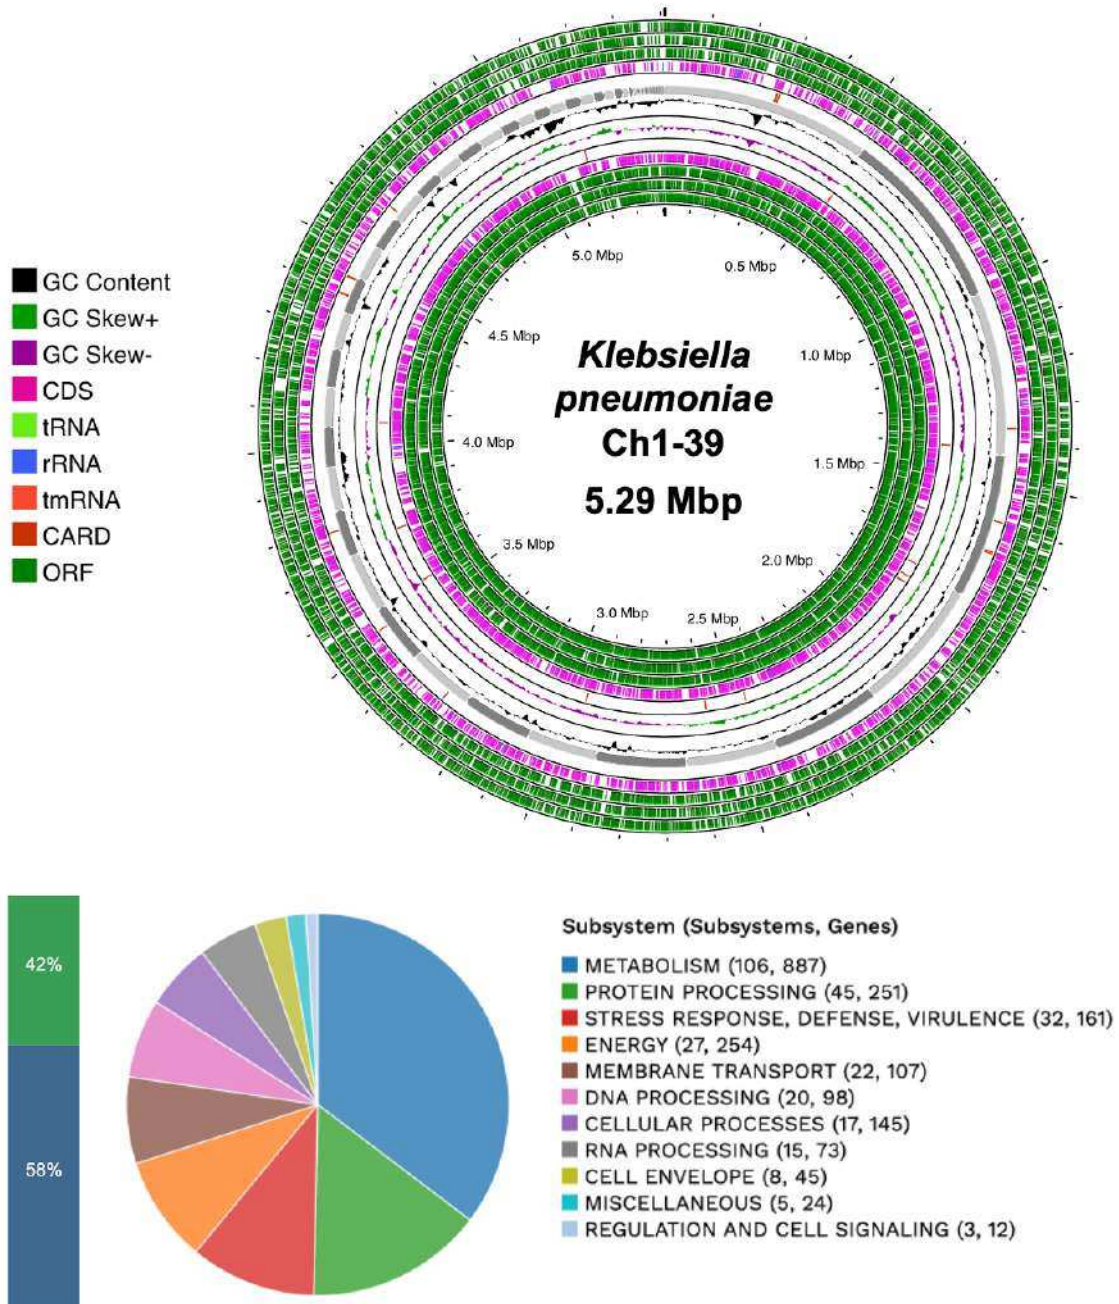 GC Content
GC Skew+
GC Skew-
CDS
tRNA
rRNA
tmRNA
CARD
ORF
5.0 Mbp
0.5 Mbp
4.5 Mbp
1.0 Mbp
4.0 Mbp
1.5 Mbp
3.5 Mbp
2.0 Mbp
3.0 Mbp
2.5 Mbp
Klebsiella
pneumoniae
Ch1-39
5.29 Mbp
42%
58%
Subsystem (Subsystems, Genes)
METABOLISM (106, 887)
PROTEIN PROCESSING (45, 251)
STRESS RESPONSE, DEFENSE, VIRULENCE (32, 161)
ENERGY (27, 254)
MEMBRANE TRANSPORT (22, 107)
DNA PROCESSING (20, 98)
CELLULAR PROCESSES (17, 145)
RNA PROCESSING (15, 73)
CELL ENVELOPE (8, 45)
MISCELLANEOUS (5, 24)
REGULATION AND CELL SIGNALING (3, 12)